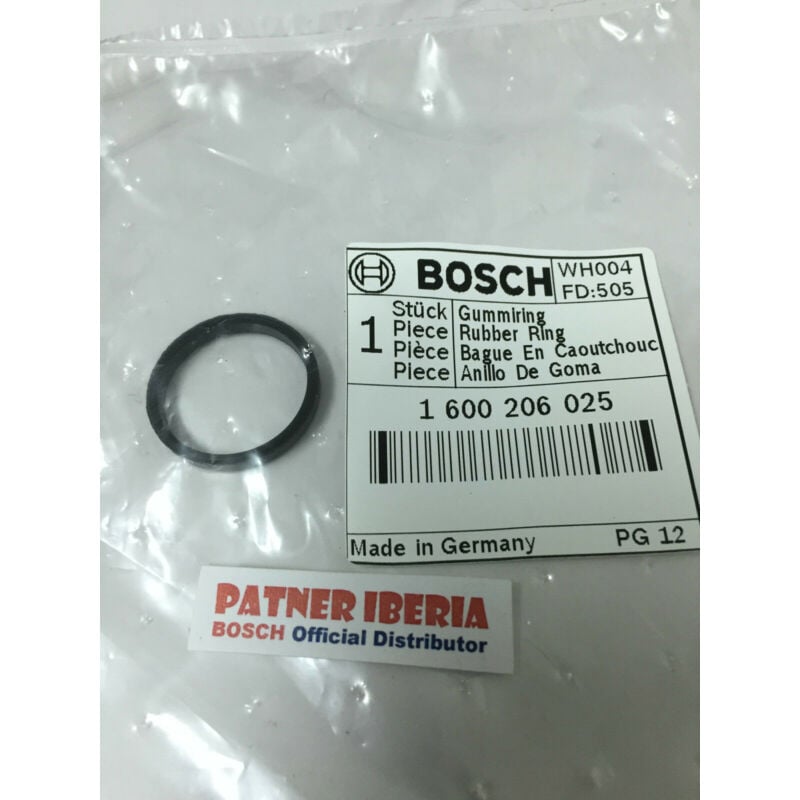 BOSCH
WH004
FD:505
1
Stück Gummiring
Piece Rubber Ring
Pièce Bague En Caoutchouc
Piece Anillo De Goma
1 600 206 025
Made in Germany PG 12
PATNER IBERIA
BOSCH Official Distributor